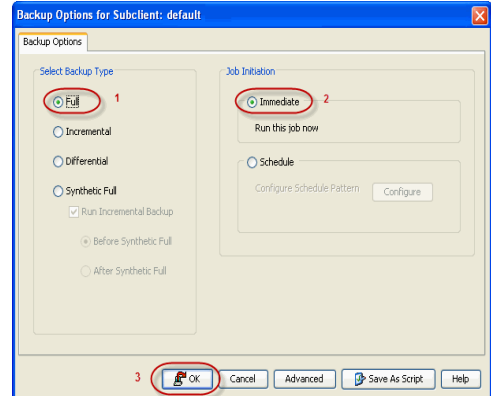 Backup Options for Subclient: default
Backup Options
Select Backup Type
Full
1
Incremental
Differential
Synthetic Full
Run Incremental Backup
Before Synthetic Full
After Synthetic Full
Job Initiation
Immediate
2
Run this job now
Schedule
Configure Schedule Pattern
Configure
3
OK
Cancel
Advanced
Save As Script
Help